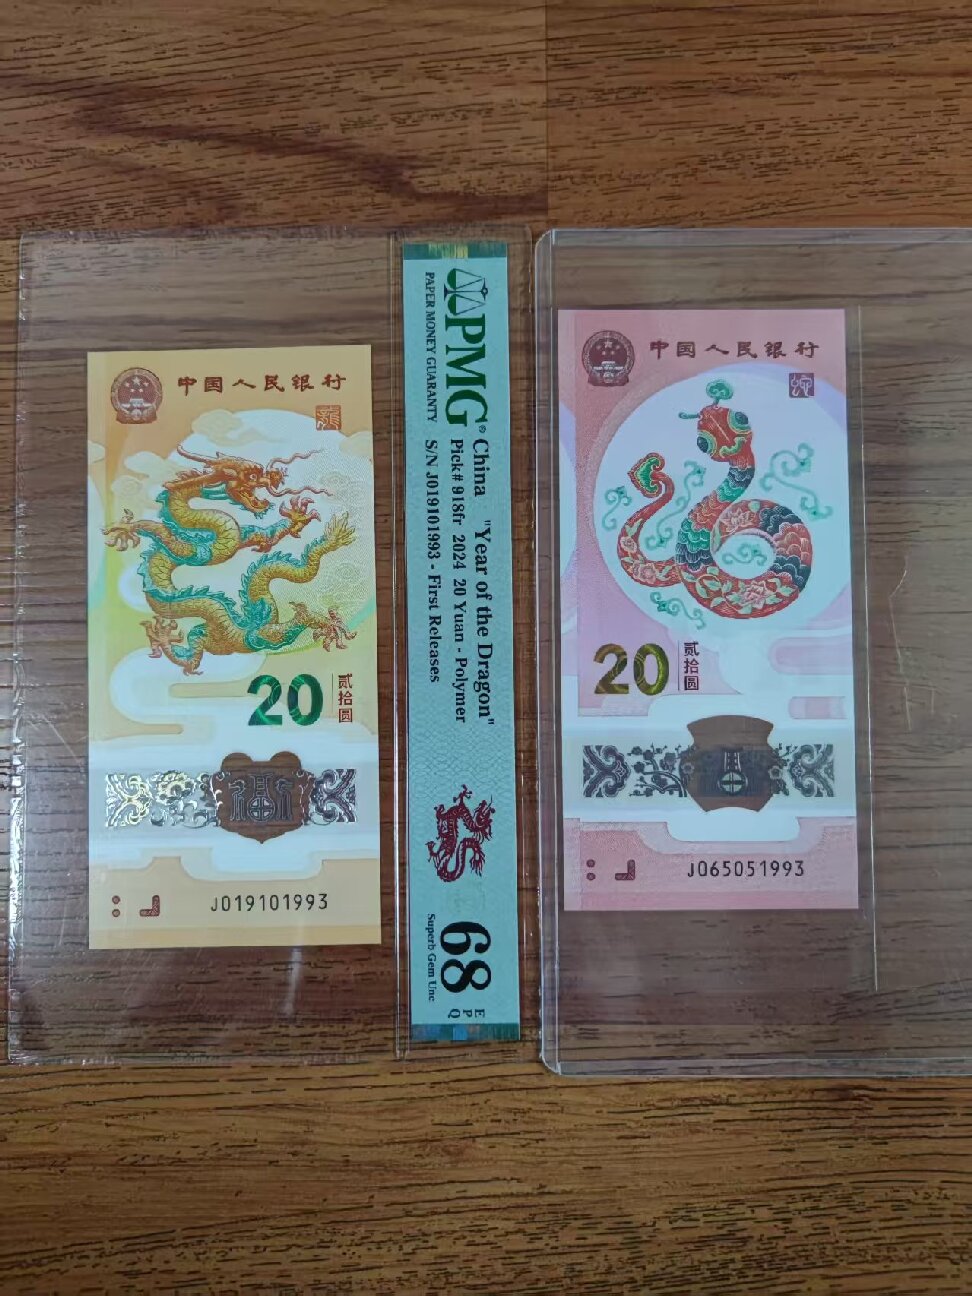 中国人民银行
龍
20
贰拾圆
福
J019101993
PMG®
PAPER MONEY GUARANTY
China "Year of the Dragon"
Pick# 918fr 2024 20 Yuan - Polymer
S/N J019101993 - First Releases
68
EPQ
Superb Gem Unc
中国人民银行
蛇
20
贰拾圆
J065051993